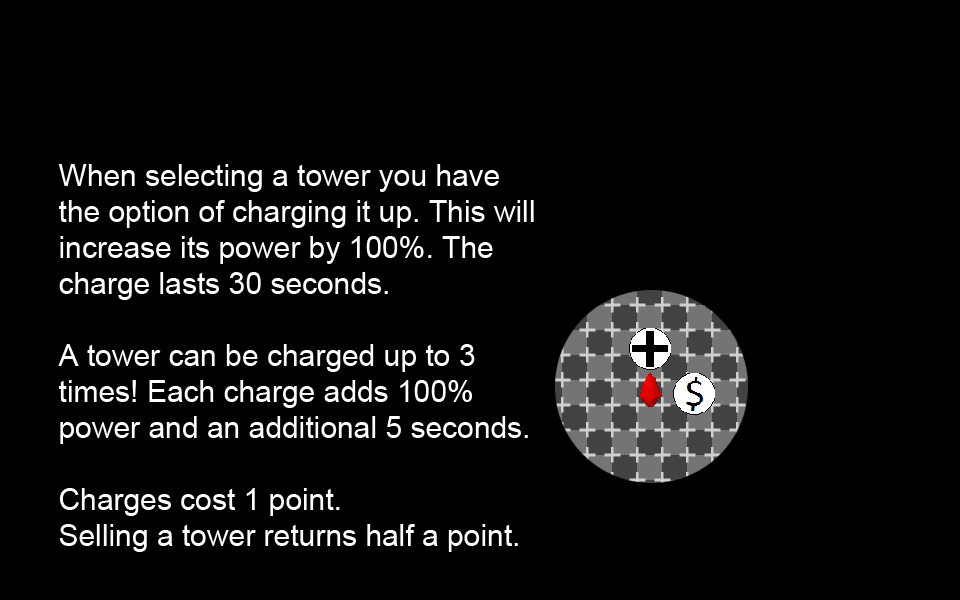 When selecting a tower you have
the option of charging it up. This will
increase its power by 100%. The
charge lasts 30 seconds.
A tower can be charged up to 3
times! Each charge adds 100%
power and an additional 5 seconds.
Charges cost 1 point.
Selling a tower returns half a point.
$